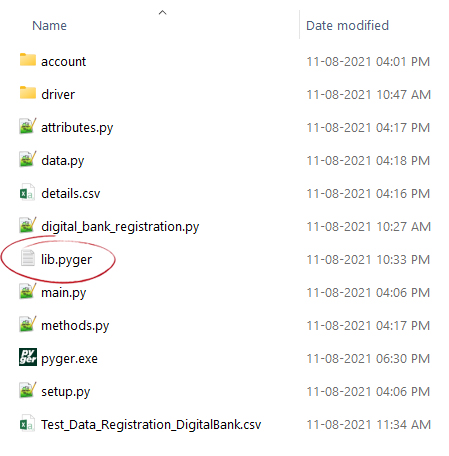 Name Date modified
account 11-08-2021 04:01 PM
driver 11-08-2021 10:47 AM
attributes.py 11-08-2021 04:17 PM
data.py 11-08-2021 04:18 PM
details.csv 11-08-2021 04:16 PM
digital_bank_registration.py 11-08-2021 10:27 AM
lib.pyger 11-08-2021 10:33 PM
main.py 11-08-2021 04:06 PM
methods.py 11-08-2021 04:17 PM
py ger pyger.exe 11-08-2021 06:30 PM
setup.py 11-08-2021 04:06 PM
Test_Data_Registration_DigitalBank.csv 11-08-2021 11:34 AM